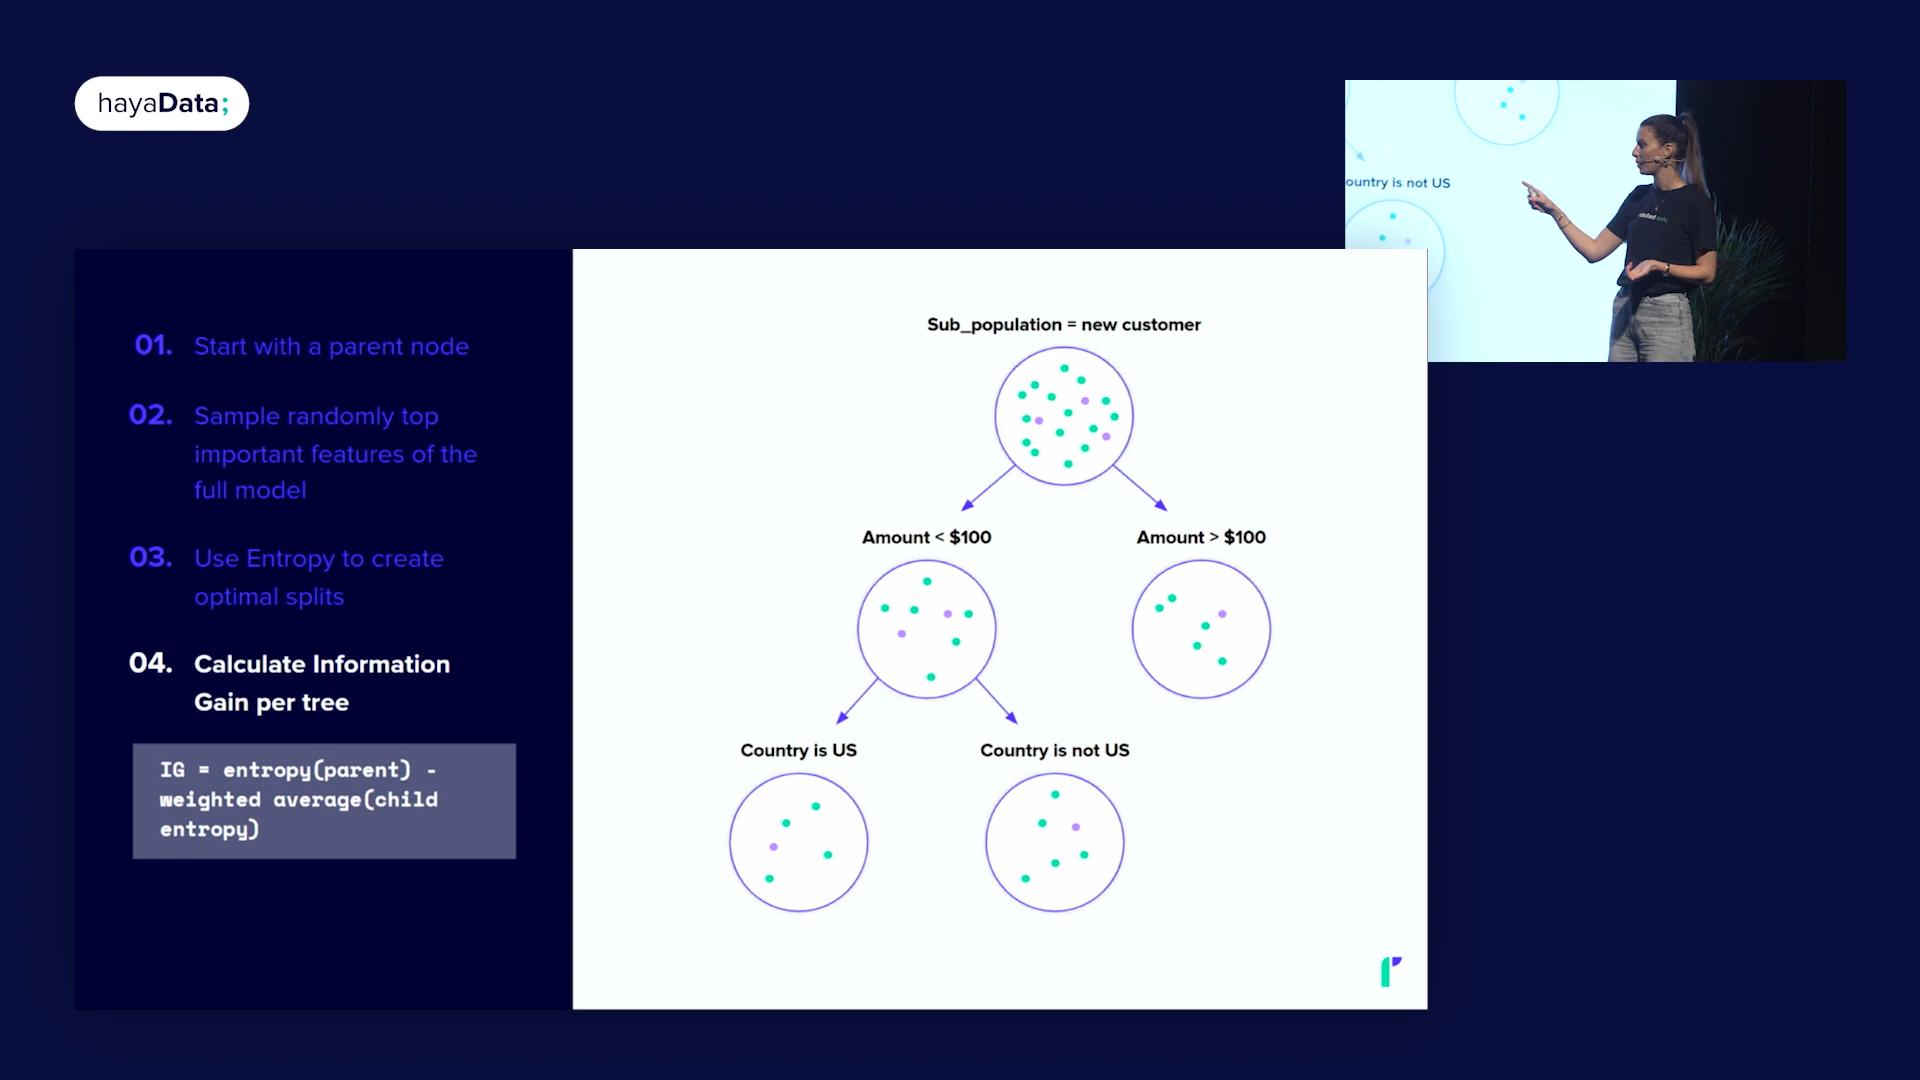 hayaData;
ountry is not US
01. Start with a parent node
02. Sample randomly top
important features of the
full model
03. Use Entropy to create
optimal splits
04. Calculate Information
Gain per tree
IG = entropy(parent) -
weighted average(child
entropy)
Sub_population = new customer
Amount < $100
Amount > $100
Country is US
Country is not US